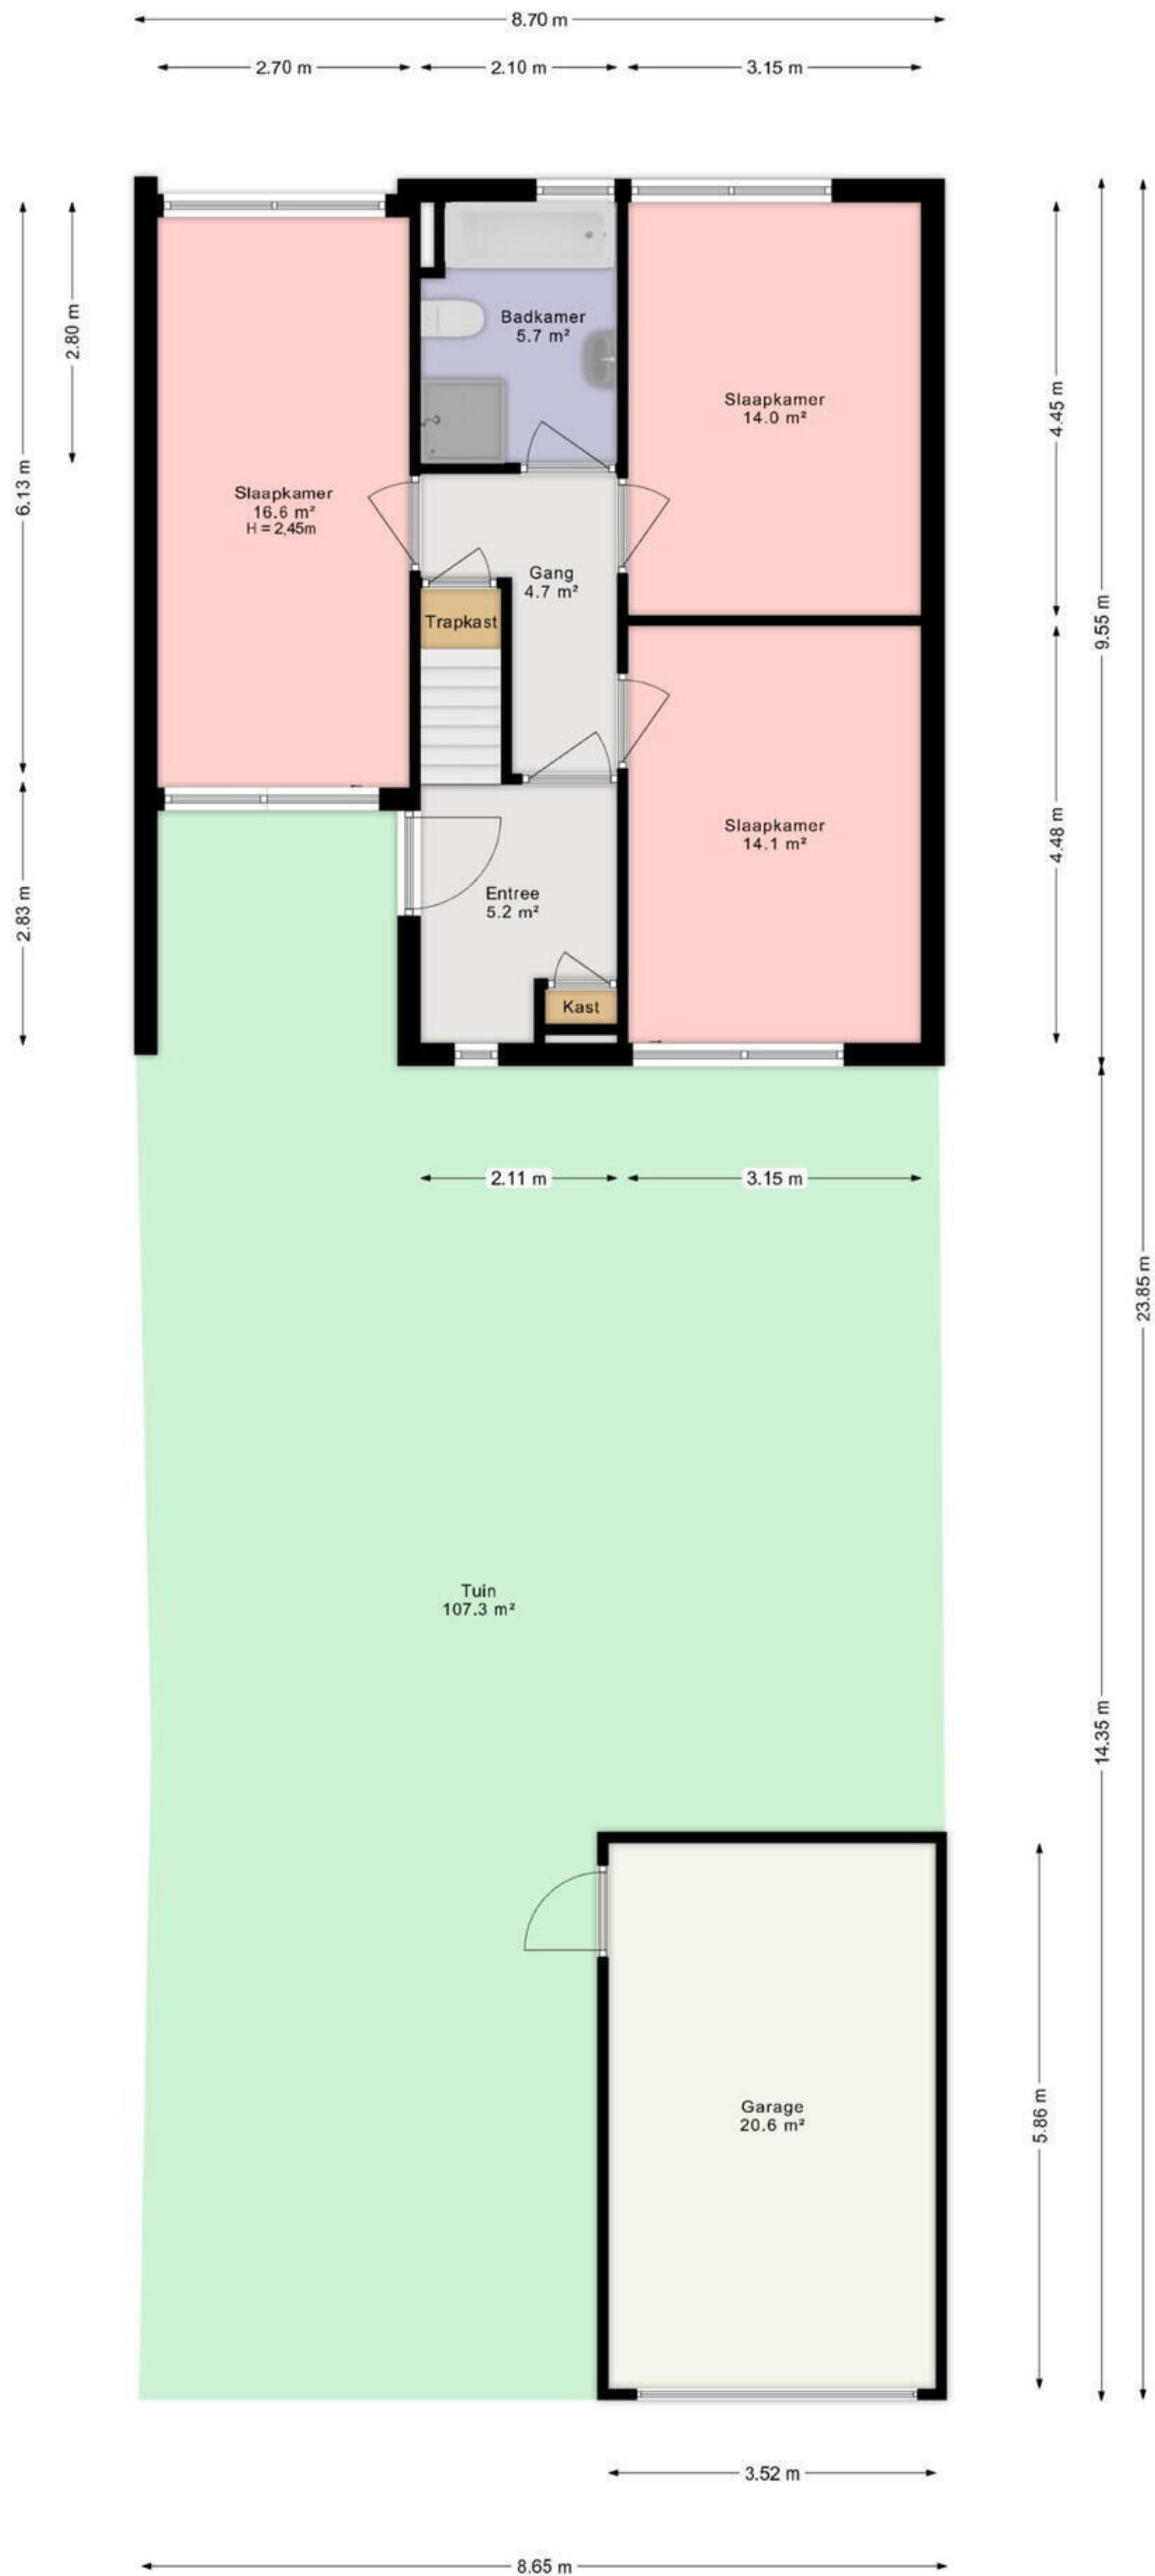 8.70 m
2.70 m
2.10 m
3.15 m
2.80 m
6.13 m
2.83 m
4.45 m
4.48 m
9.55 m
23.85 m
14.35 m
Badkamer
5.7 m²
Slaapkamer
14.0 m²
Slaapkamer
16.6 m²
H = 2,45m
Gang
4.7 m²
Trapkast
Slaapkamer
14.1 m²
Entree
5.2 m²
Kast
2.11 m
3.15 m
Tuin
107.3 m²
Garage
20.6 m²
5.86 m
3.52 m
8.65 m